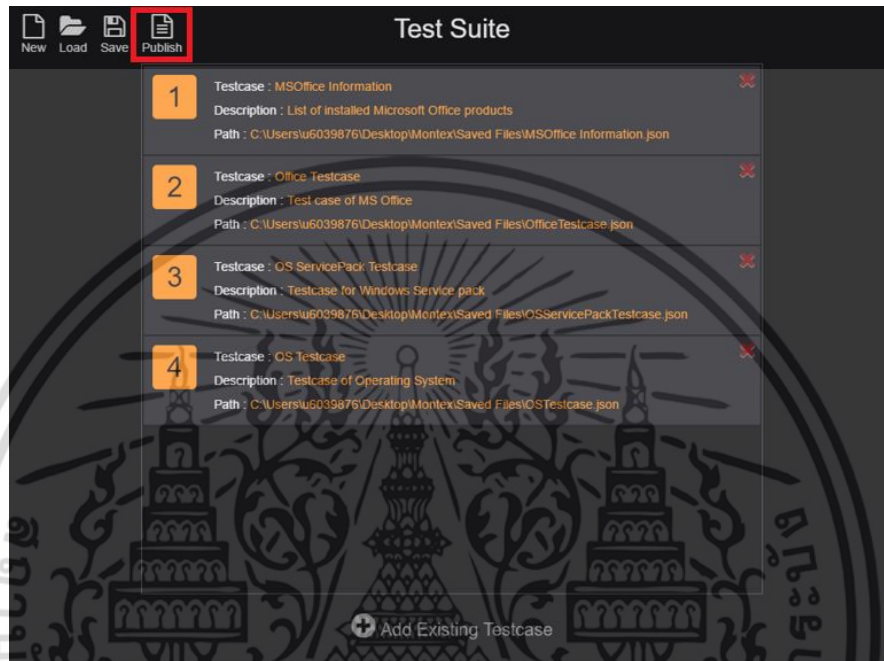 New Load Save Publish
Test Suite
1
Testcase : MSOffice Information
Description : List of installed Microsoft Office products
Path : C:\Users\u6039876\Desktop\Montex\Saved Files\MSOffice Information.json
2
Testcase : Office Testcase
Description : Test case of MS Office
Path : C:\Users\u6039876\Desktop\Montex\Saved Files\OfficeTestcase.json
3
Testcase : OS ServicePack Testcase
Description : Testcase for Windows Service pack
Path : C:\Users\u6039876\Desktop\Montex\Saved Files\OSServicePackTestcase.json
4
Testcase : OS Testcase
Description : Testcase of Operating System
Path : C:\Users\u6039876\Desktop\Montex\Saved Files\OSTestcase.json
Add Existing Testcase